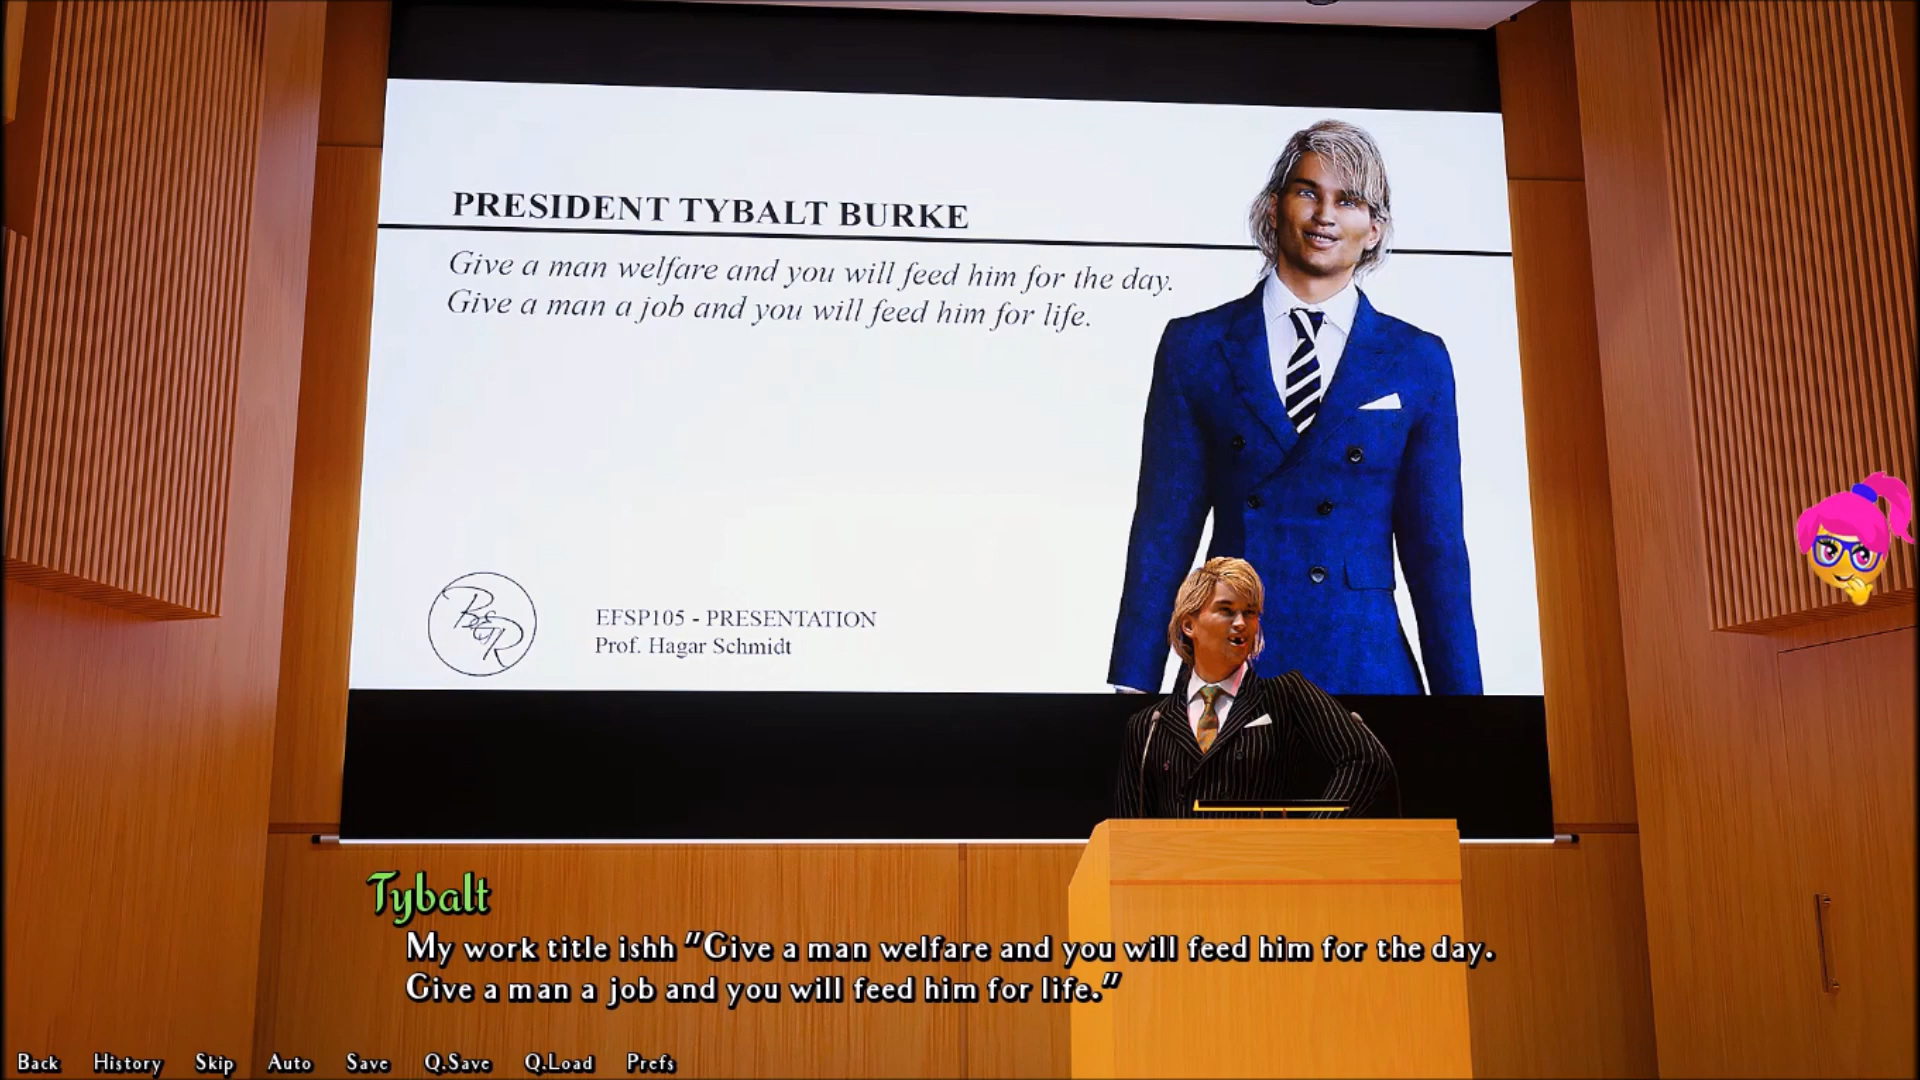 PRESIDENT TYBALT BURKE
Give a man welfare and you will feed him for the day.
Give a man a job and you will feed him for life.
B&R
EFSP105 - PRESENTATION
Prof. Hagar Schmidt
Tybalt
My work title ishh "Give a man welfare and you will feed him for the day.
Give a man a job and you will feed him for life."
Back History Skip Auto Save Q.Save Q.Load Prefs